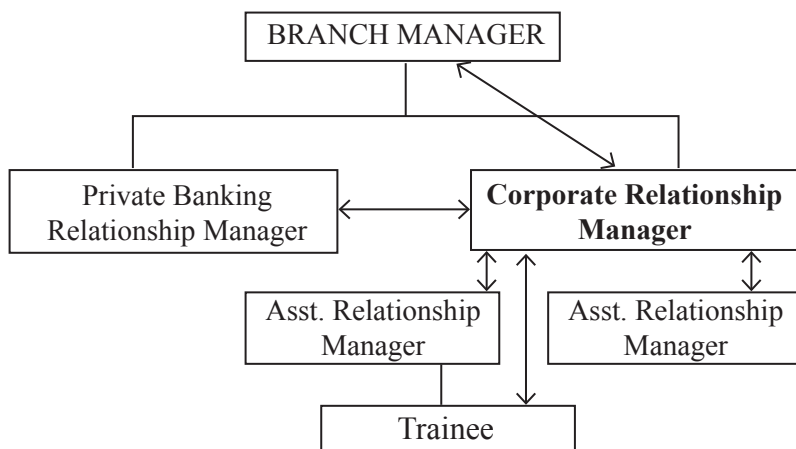 BRANCH MANAGER
Private Banking
Relationship Manager
Corporate Relationship
Manager
Asst. Relationship
Manager
Asst. Relationship
Manager
Trainee